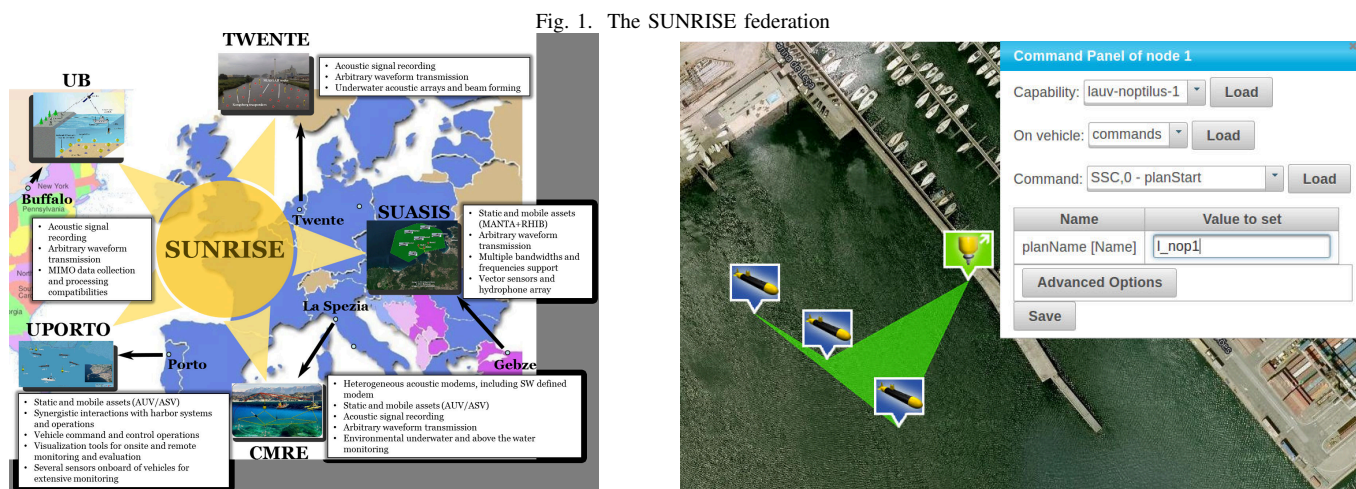 Fig. 1. The SUNRISE federation
TWENTE
• Acoustic signal recording
• Arbitrary waveform transmission
• Underwater acoustic arrays and beam forming
UB
New York
Buffalo
Pennsylvania
• Acoustic signal
recording
• Arbitrary waveform
transmission
• MIMO data collection
and processing
compatibilities
SUNRISE
Twente
SUASIS
• Static and mobile assets
(MANTA+RHIB)
• Arbitrary waveform
transmission
• Multiple bandwidths and
frequencies support
• Vector sensors and
hydrophone array
La Spezia
UPORTO
Porto
Gebze
• Static and mobile assets (AUV/ASV)
• Synergistic interactions with harbor systems
and operations
• Vehicle command and control operations
• Visualization tools for onsite and remote
monitoring and evaluation
• Several sensors onboard of vehicles for
extensive monitoring
CMRE
• Heterogeneous acoustic modems, including SW defined
modem
• Static and mobile assets (AUV/ASV)
• Acoustic signal recording
• Arbitrary waveform transmission
• Environmental underwater and above the water
monitoring
Command Panel of node 1
Capability: lauv-noptilus-1 Load
On vehicle: commands Load
Command: SSC,0 - planStart Load
Name Value to set
planName [Name] l_nop1
Advanced Options
Save